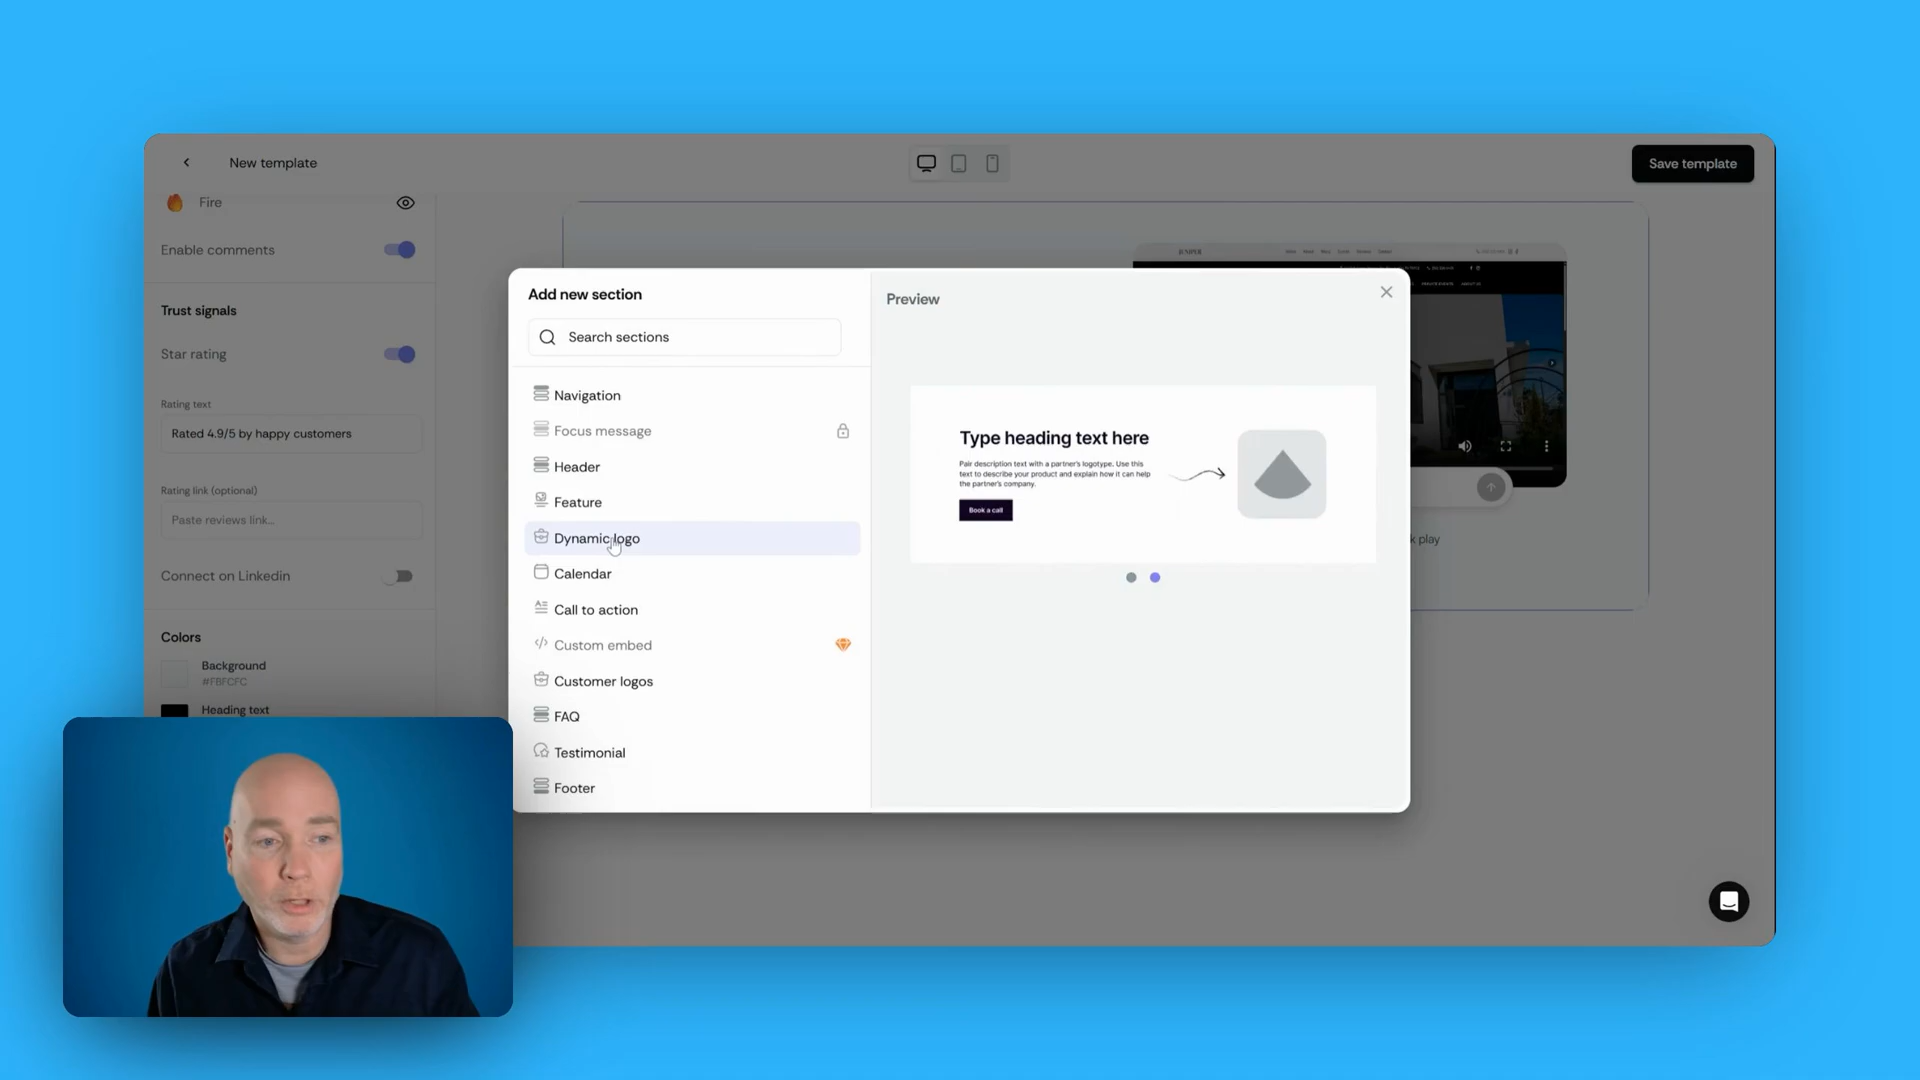 New template
Save template
Fire
Enable comments
Trust signals
Star rating
Rating text
Rated 4.9/5 by happy customers
Rating link (optional)
Paste reviews link...
Connect on Linkedin
Colors
Background
#FBFCFC
Heading text
Add new section
Search sections
Navigation
Focus message
Header
Feature
Dynamic logo
Calendar
Call to action
Custom embed
Customer logos
FAQ
Testimonial
Footer
Preview
Type heading text here
Pair description text with a partner's logotype. Use this
text to describe your product and explain how it can help
the partner's company.
Book a call
JUNIPER
k play